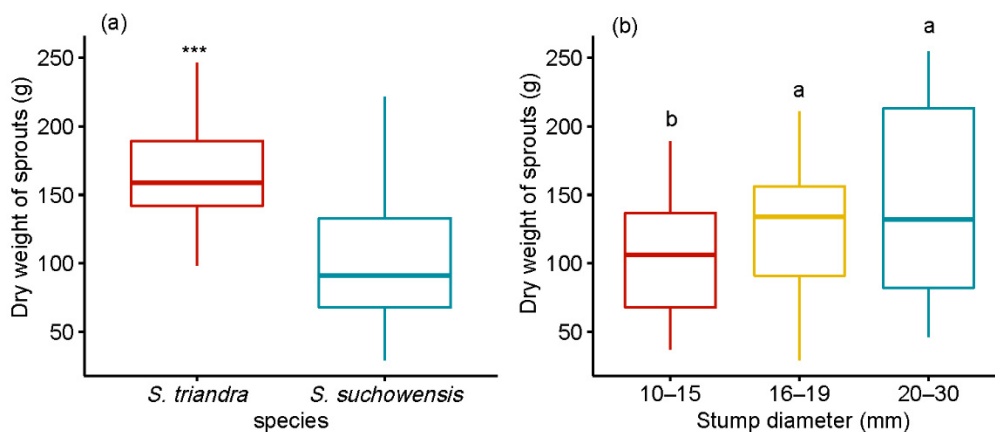 (a)
Dry weight of sprouts (g)
250
200
150
100
50
***
S. triandra S. suchowensis
species
(b)
Dry weight of sprouts (g)
250
200
150
100
50
b
a
a
10–15 16–19 20–30
Stump diameter (mm)